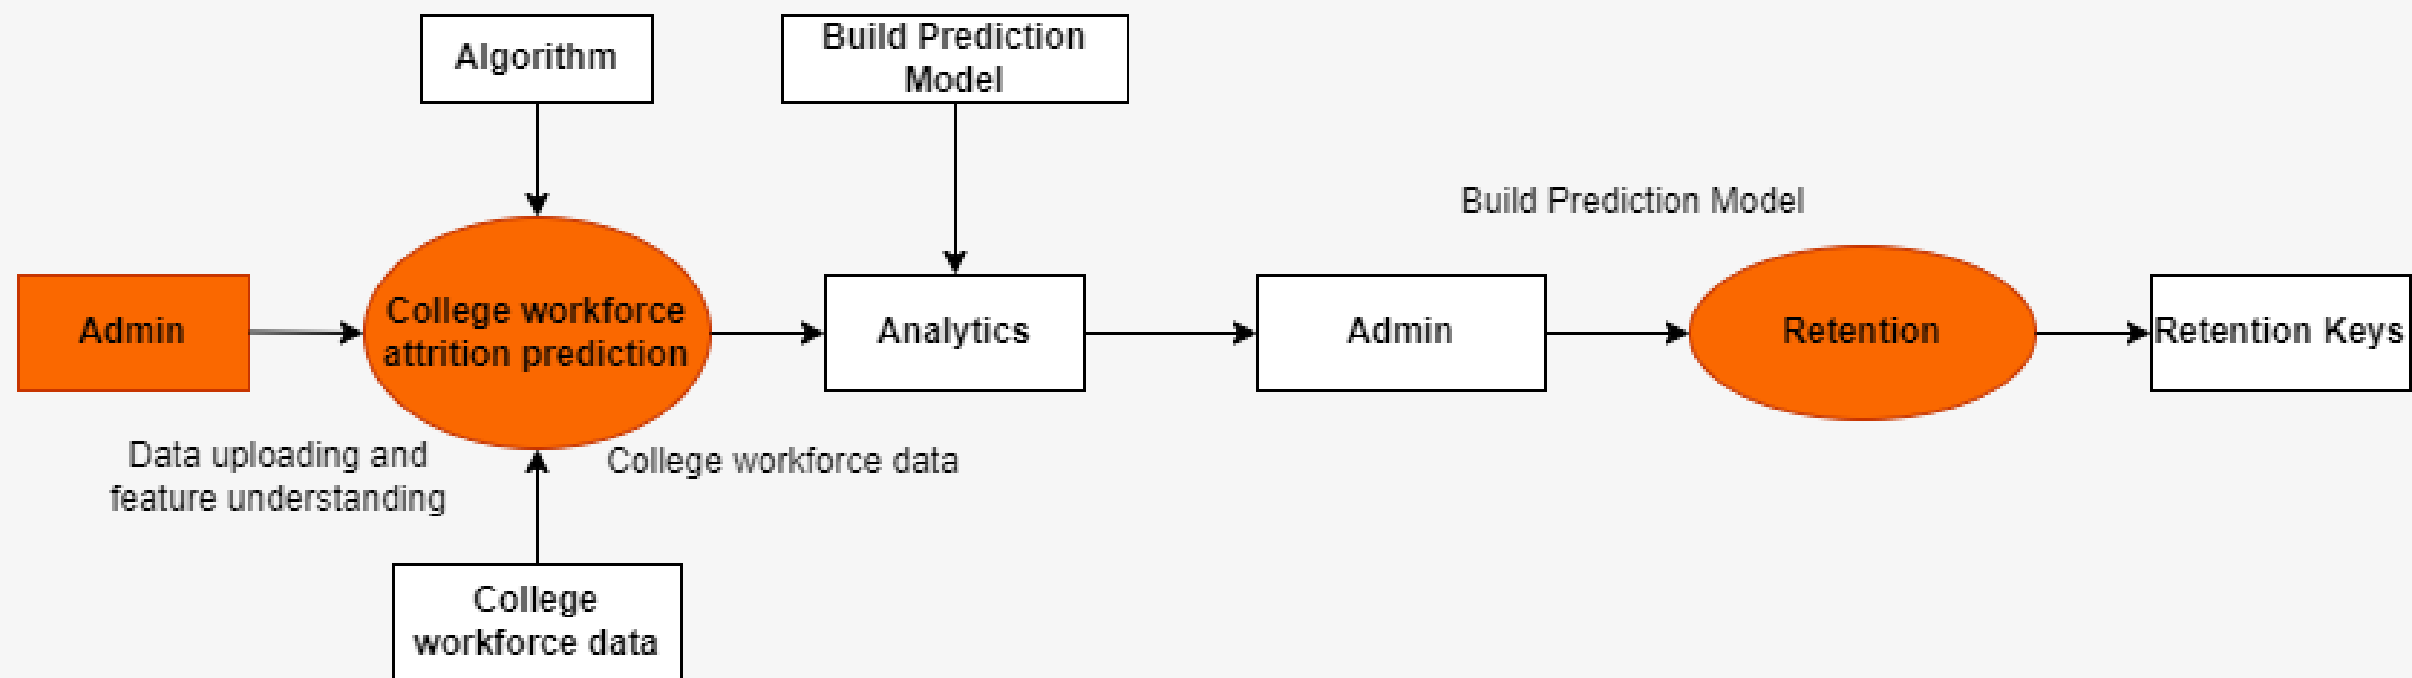 Algorithm
Build Prediction
Model
Build Prediction Model
Admin
College workforce
attrition prediction
Analytics
Admin
Retention
Retention Keys
Data uploading and
feature understanding
College workforce data
College
workforce data